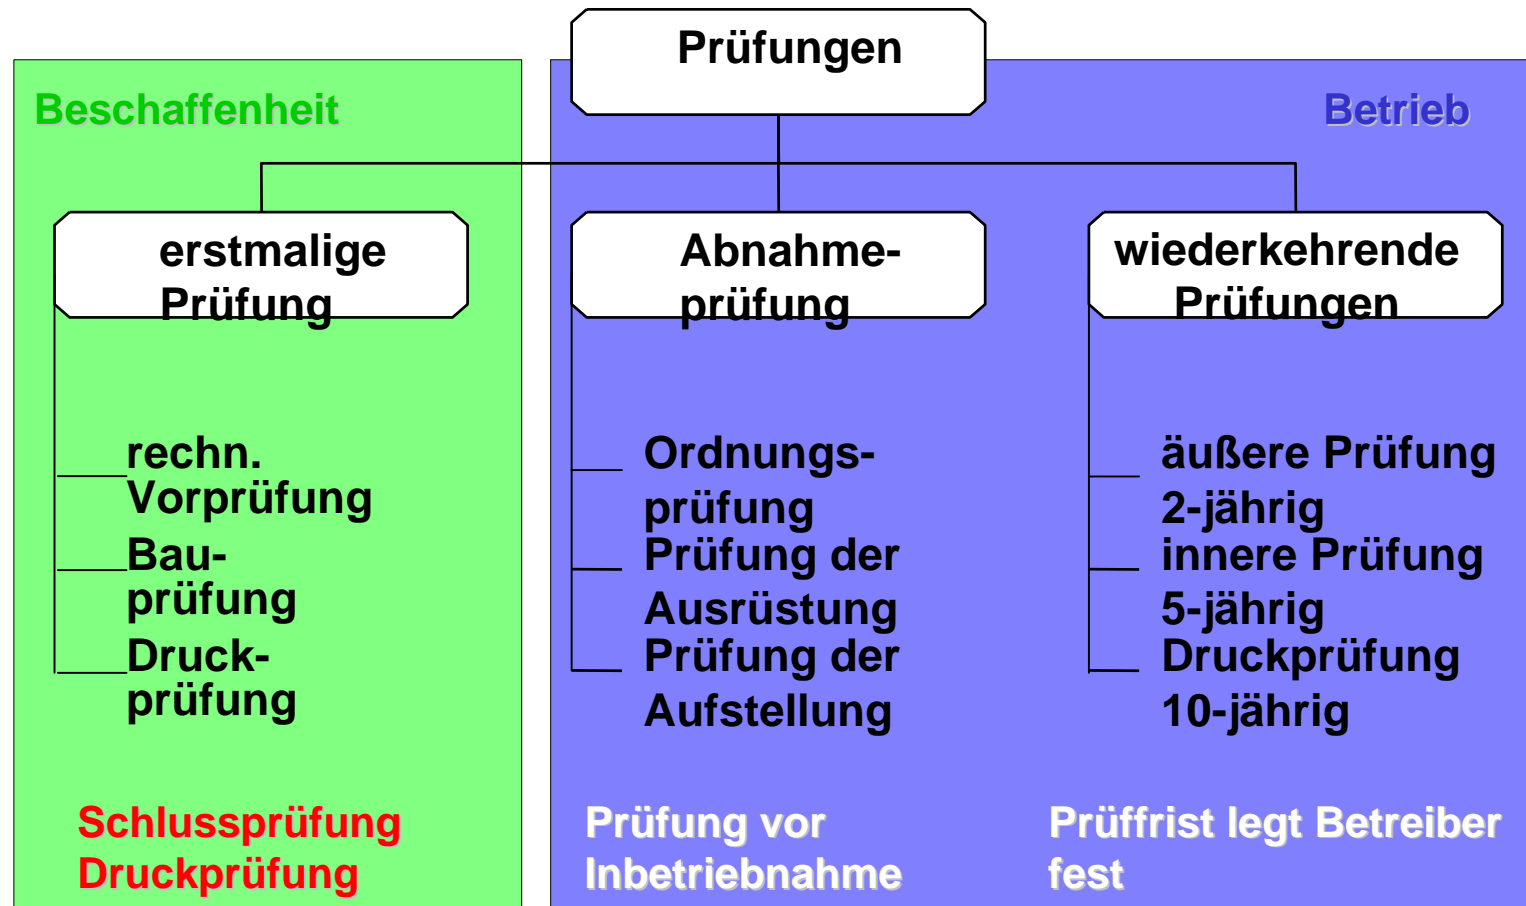 Prüfungen
Beschaffenheit
Betrieb
erstmalige
Prüfung
Abnahme-
prüfung
wiederkehrende
Prüfungen
rechn.
Vorprüfung
Bau-
prüfung
Druck-
prüfung
Ordnungs-
prüfung
Prüfung der
Ausrüstung
Prüfung der
Aufstellung
äußere Prüfung
2-jährig
innere Prüfung
5-jährig
Druckprüfung
10-jährig
Schlussprüfung
Druckprüfung
Prüfung vor
Inbetriebnahme
Prüffrist legt Betreiber
fest